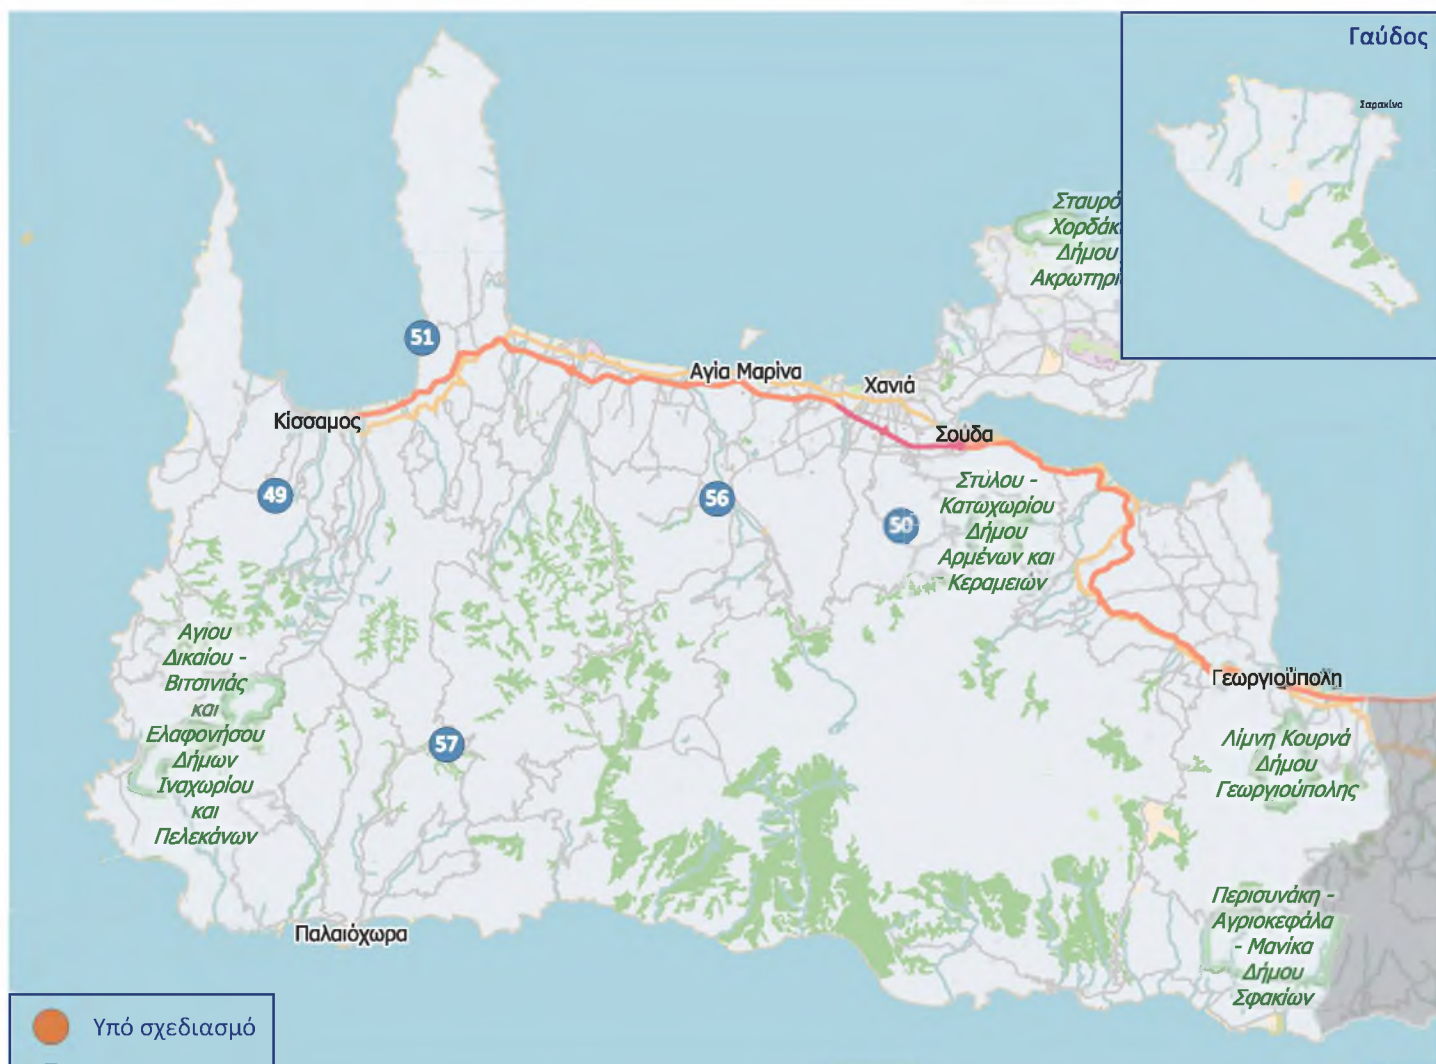 Γαύδος
Σαρακίνα
Σταυρό
Χορδάκ
Δήμου
Ακρωτηρί
51
Αγία Μαρίνα
Χανιά
Κίσσαμος
Σούδα
49
56
50
Στύλου -
Κατωχωρίου
Δήμου
Αρμένων και
Κεραμειών
Αγιου
Δικαίου -
Βιτσινιάς
και
Ελαφονήσου
Δήμων
Ιναχωρίου
και
Πελεκάνων
57
Γεωργιούπολη
Λίμνη Κουρνά
Δήμου
Γεωργιούπολης
Περισυνάκη -
Αγριοκεφάλα
- Μανίκα
Δήμου
Σφακίων
Παλαιόχωρα
Υπό σχεδιασμό